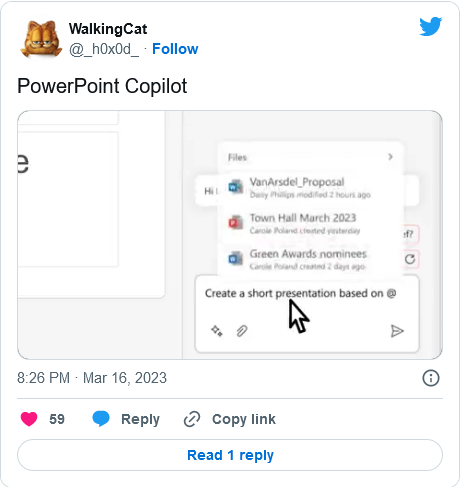 WalkingCat
@_h0x0d_ · Follow
PowerPoint Copilot
e
Files
Hi
VanArsdel_Proposal
Daisy Phillips modified 2 hours ago
Town Hall March 2023
Carole Poland created yesterday
ef?
Green Awards nominees
Carole Poland created 2 days ago
Create a short presentation based on @
8:26 PM · Mar 16, 2023
59 Reply Copy link
Read 1 reply